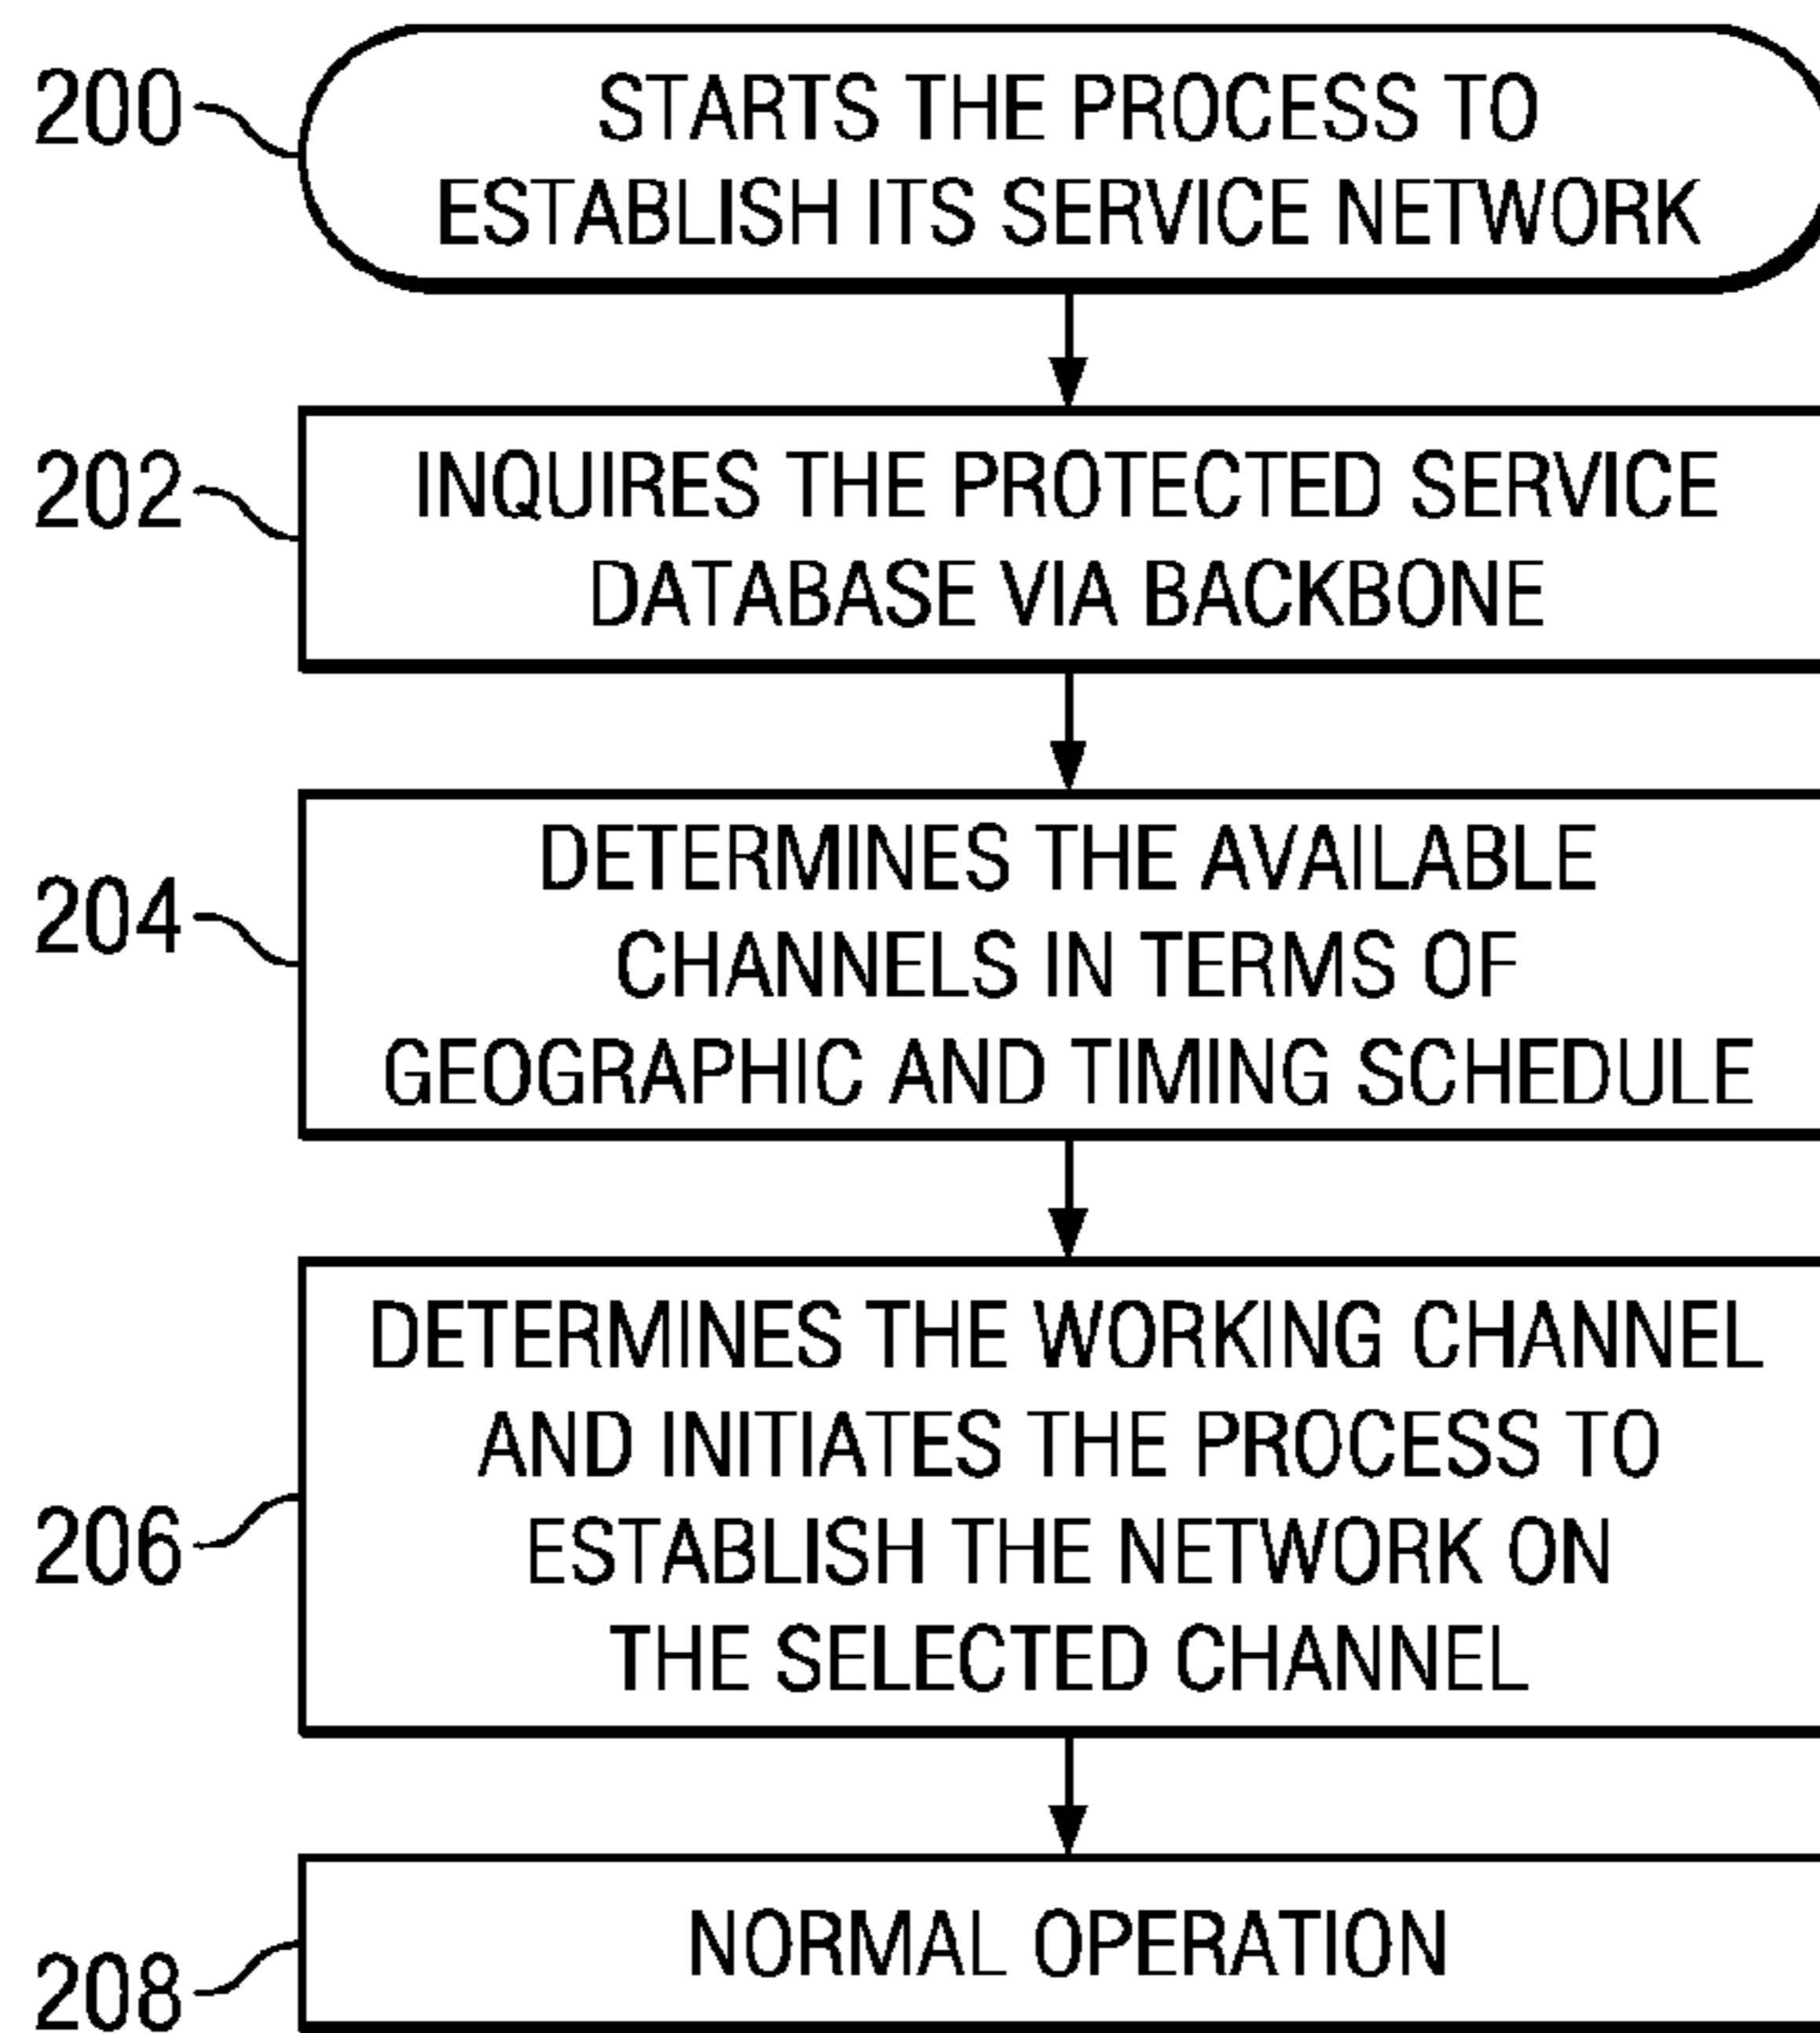 200
STARTS THE PROCESS TO
ESTABLISH ITS SERVICE NETWORK
202
INQUIRES THE PROTECTED SERVICE
DATABASE VIA BACKBONE
204
DETERMINES THE AVAILABLE
CHANNELS IN TERMS OF
GEOGRAPHIC AND TIMING SCHEDULE
206
DETERMINES THE WORKING CHANNEL
AND INITIATES THE PROCESS TO
ESTABLISH THE NETWORK ON
THE SELECTED CHANNEL
208
NORMAL OPERATION